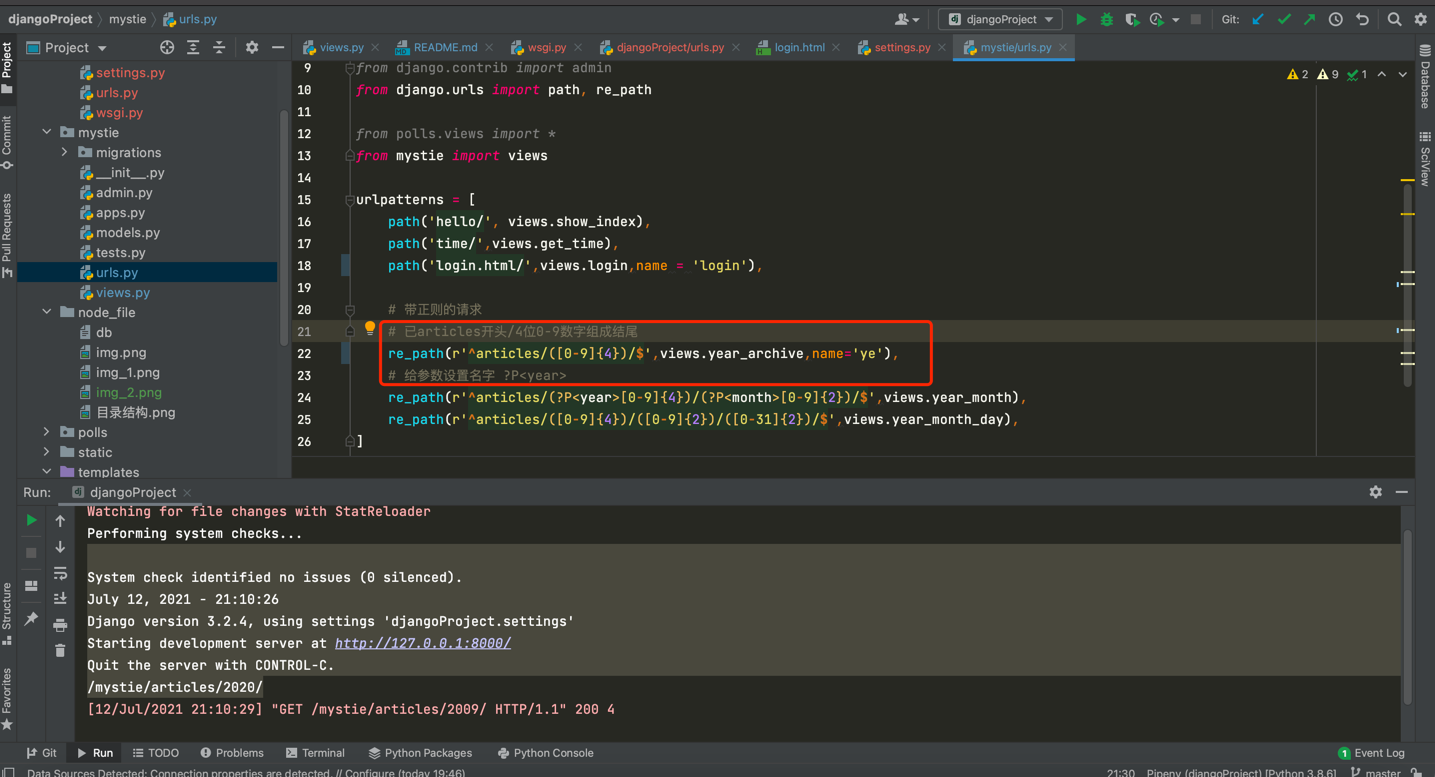 djangoProject mystie urls.py
djangoProject
Git:
Project
views.py
README.md
wsgi.py
djangoProject/urls.py
login.html
settings.py
mystie/urls.py
settings.py
urls.py
wsgi.py
mystie
migrations
__init__.py
admin.py
apps.py
models.py
tests.py
urls.py
views.py
node_file
db
img.png
img_1.png
img_2.png
目录结构.png
polls
static
templates
2 9 1
9 from django.contrib import admin
10 from django.urls import path, re_path
11
12 from polls.views import *
13 from mystie import views
14
15 urlpatterns = [
16 path('hello/', views.show_index),
17 path('time/',views.get_time),
18 path('login.html/',views.login,name = 'login'),
19
20 # 带正则的请求
21 # 已articles开头/4位0-9数字组成结尾
22 re_path(r'^articles/([0-9]{4})/$',views.year_archive,name='ye'),
23 # 给参数设置名字 ?P<year>
24 re_path(r'^articles/(?P<year>[0-9]{4})/(?P<month>[0-9]{2})/$',views.year_month),
25 re_path(r'^articles/([0-9]{4})/([0-9]{2})/([0-31]{2})/$',views.year_month_day),
26 ]
Project
Commit
Pull Requests
Structure
Favorites
Database
SciView
Run: djangoProject
Watching for file changes with StatReloader
Performing system checks...
System check identified no issues (0 silenced).
July 12, 2021 - 21:10:26
Django version 3.2.4, using settings 'djangoProject.settings'
Starting development server at http://127.0.0.1:8000/
Quit the server with CONTROL-C.
/mystie/articles/2020/
[12/Jul/2021 21:10:29] "GET /mystie/articles/2009/ HTTP/1.1" 200 4
Git Run TODO Problems Terminal Python Packages Python Console 1 Event Log
Data Sources Detected: Connection properties are detected. // Configure (today 19:46) 21:30 Pipenv (djangoProject) [Python 3.8.6] master